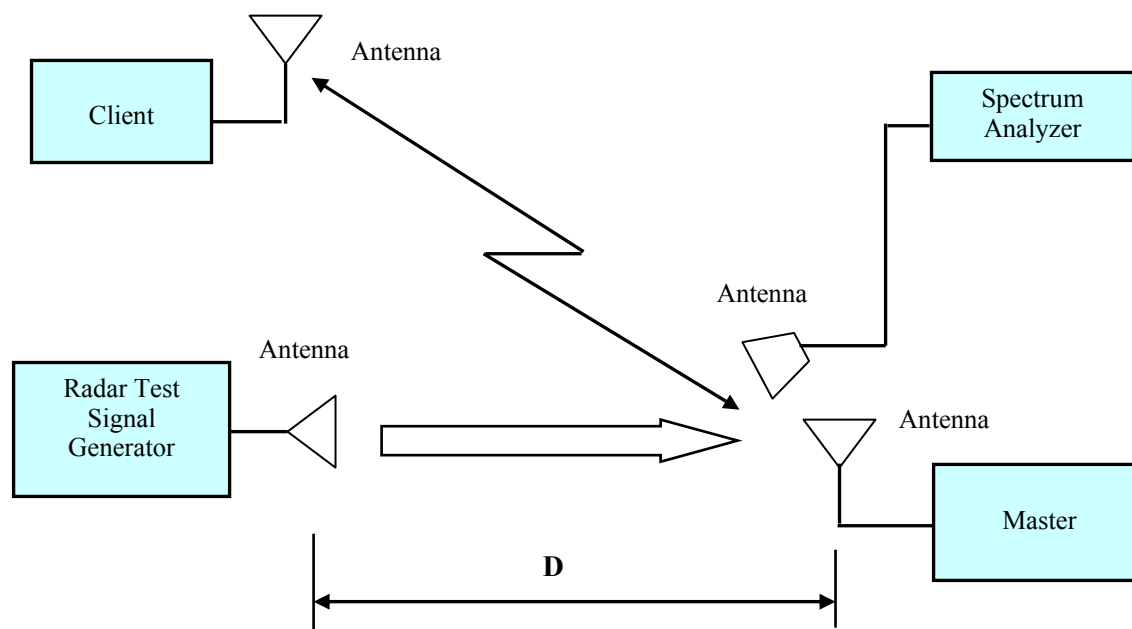 Antenna
Client
Spectrum
Analyzer
Antenna
Antenna
Radar Test
Signal
Generator
Antenna
Master
D